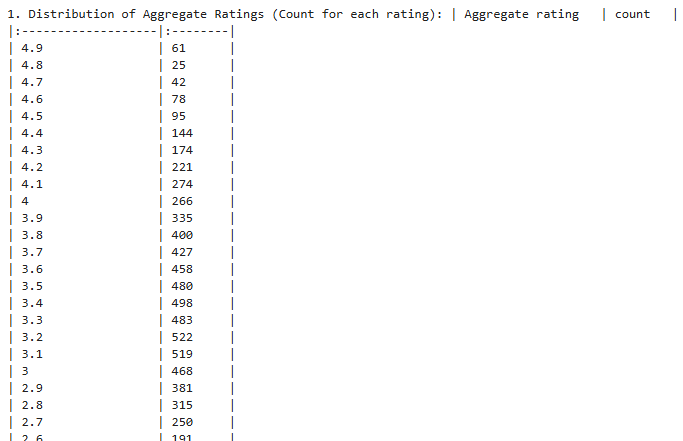 1. Distribution of Aggregate Ratings (Count for each rating): | Aggregate rating   | count   |
|:-------------------|:--------|
| 4.9                | 61      |
| 4.8                | 25      |
| 4.7                | 42      |
| 4.6                | 78      |
| 4.5                | 95      |
| 4.4                | 144     |
| 4.3                | 174     |
| 4.2                | 221     |
| 4.1                | 274     |
| 4                  | 266     |
| 3.9                | 335     |
| 3.8                | 400     |
| 3.7                | 427     |
| 3.6                | 458     |
| 3.5                | 480     |
| 3.4                | 498     |
| 3.3                | 483     |
| 3.2                | 522     |
| 3.1                | 519     |
| 3                  | 468     |
| 2.9                | 381     |
| 2.8                | 315     |
| 2.7                | 250     |
| 2.6                | 191     |